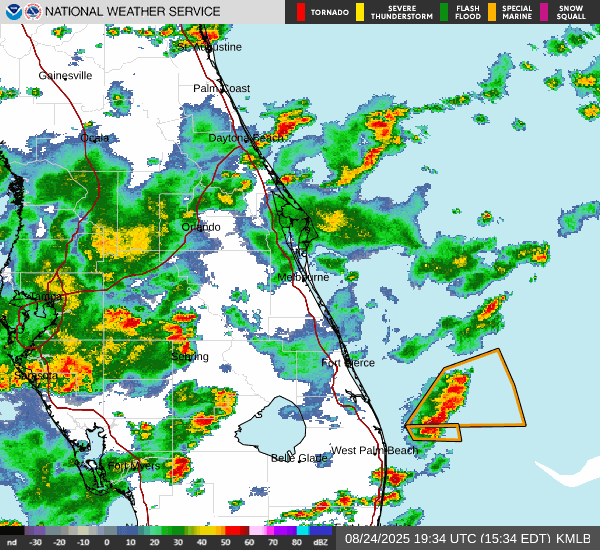 NATIONAL WEATHER SERVICE
TORNADO
SEVERE THUNDERSTORM
FLASH FLOOD
SPECIAL MARINE
SNOW SQUALL
St. Augustine
Gainesville
Palm Coast
Ocala
Daytona Beach
Orlando
Melbourne
Tampa
Sebring
Fort Pierce
Sarasota
West Palm Beach
Belle Glade
Fort Myers
nd -30 -20 -10 0 10 20 30 40 50 60 70 80 dBZ
08/24/2025 19:34 UTC (15:34 EDT) KMLB